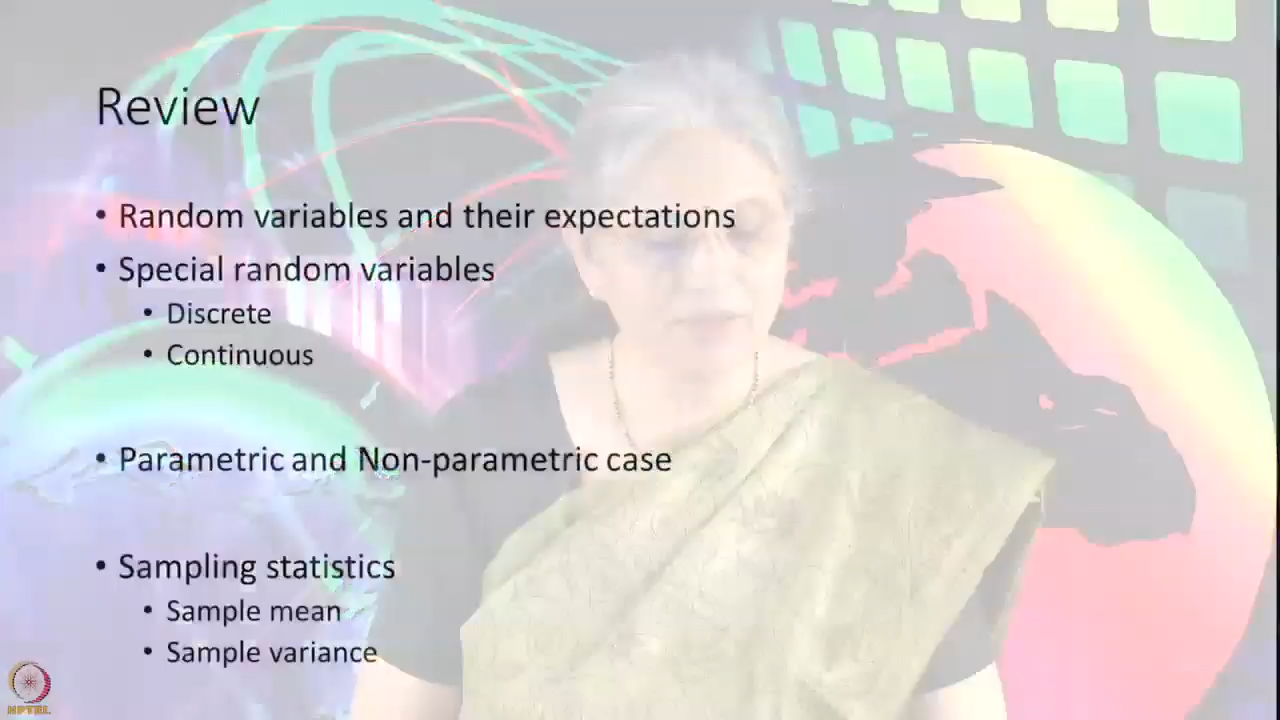 Review
• Random variables and their expectations
• Special random variables
• Discrete
• Continuous
• Parametric and Non-parametric case
• Sampling statistics
• Sample mean
• Sample variance
NPTEL